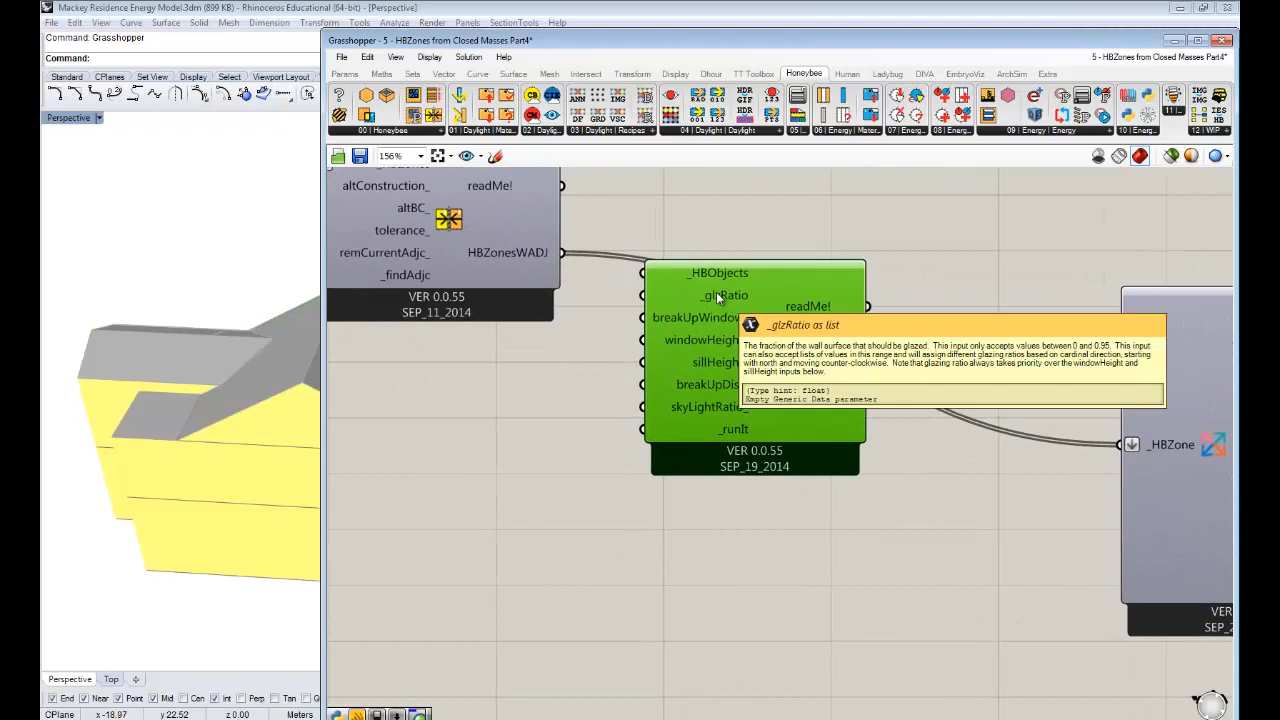 Mackey Residence Energy Model.3dm (899 KB) - Rhinoceros Educational (64-bit) - [Perspective]
File Edit View Curve Surface Solid Mesh Dimension Transform Tools Analyze Render Panels SectionTools Help
Command: Grasshopper
Command:
Standard CPlanes Set View Display Select Viewport Layout
Perspective
Grasshopper - 5 - HBZones from Closed Masses Part4*
File Edit View Display Solution Help
5 - HBZones from Closed Masses Part4*
Params Maths Sets Vector Curve Surface Mesh Intersect Transform Display Dhour TT Toolbox Honeybee Human Ladybug DIVA EmbryoViz ArchSim Extra
00 | Honeybee
01 | Daylight | Mate...
02 | Daylig...
03 | Daylight | Recipes
04 | Daylight | Daylight
05 |...
06 | Energy | Mater...
07 | Energ...
08 | Energ...
09 | Energy | Energy
10 | Energ...
12 | WIP
156%
altConstruction_
altBC_
tolerance_
remCurrentAdjc_
_findAdjc
readMe!
HBZonesWADJ
VER 0.0.55
SEP_11_2014
_HBObjects
_glzRatio
breakUpWindow
windowHeigh
sillHeigh
breakUpDis
skyLightRatio_
_runIt
readMe!
VER 0.0.55
SEP_19_2014
_glzRatio as list
The fraction of the wall surface that should be glazed. This input only accepts values between 0 and 0.95. This input
can also accept lists of values in this range and will assign different glazing ratios based on cardinal direction, starting
with north and moving counter-clockwise. Note that glazing ratio always takes priority over the windowHeight and
sillHeight inputs below.
(Type hint: float)
Empty Generic Data parameter
_HBZone
VER
SEP_2
Perspective Top
End Near Point Mid Cen Int Perp Tan
CPlane x -18.97 y 22.52 z 0.00 Meters